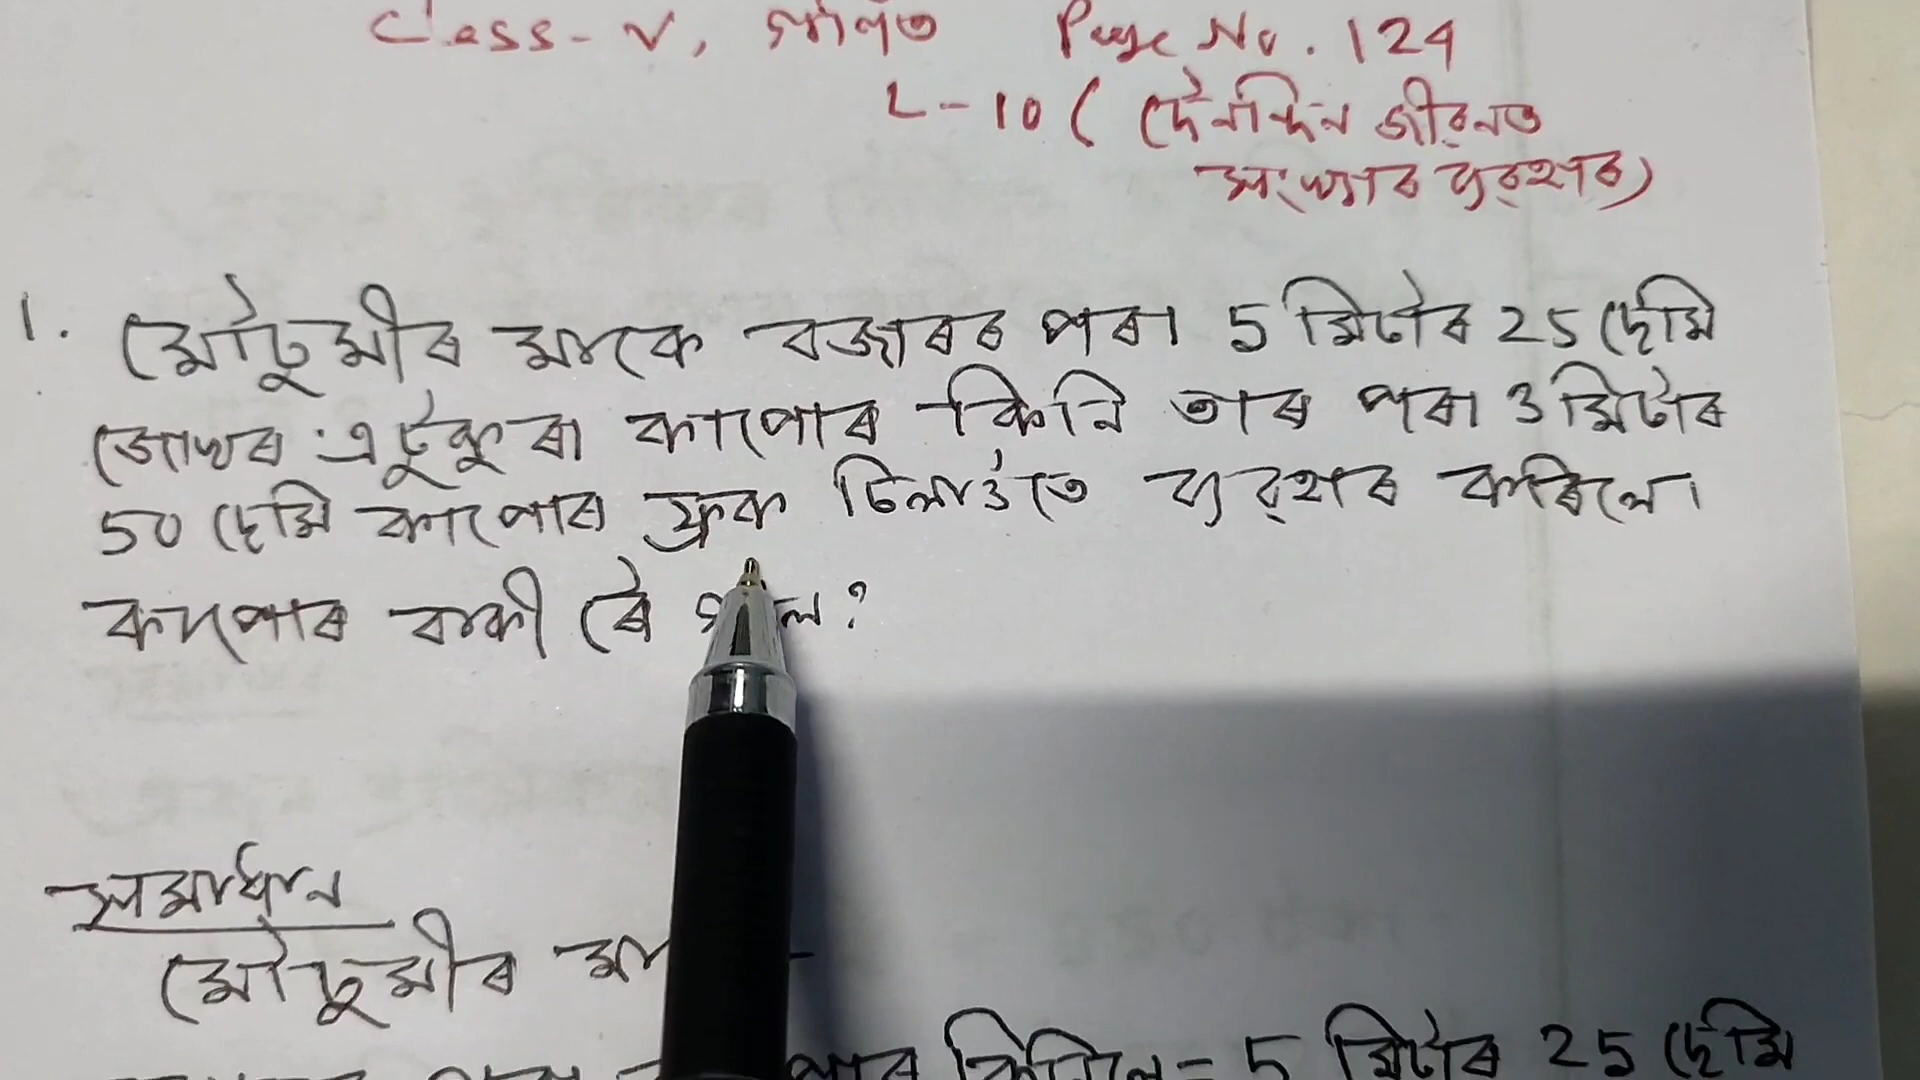 Class - V, গণিত Page No. 124
L-10 ( দৈনন্দিন জীৱনত
সংখ্যাৰ ব্যৱহাৰ)
1. মৌচুমীৰ মাকে বজাৰৰ পৰা 5 মিটাৰ 25 ছেমি
জোখৰ এটুকুৰা কাপোৰ কিনি তাৰ পৰা 3 মিটাৰ
50 ছেমি কাপোৰ ফ্ৰক চিলাওঁতে ব্যৱহাৰ কৰিলে।
কাপোৰ বাকী ৰৈ গ'ল?
সমাধান
মৌচুমীৰ
কিনিলে = 5 মিটাৰ 25 ছেমি